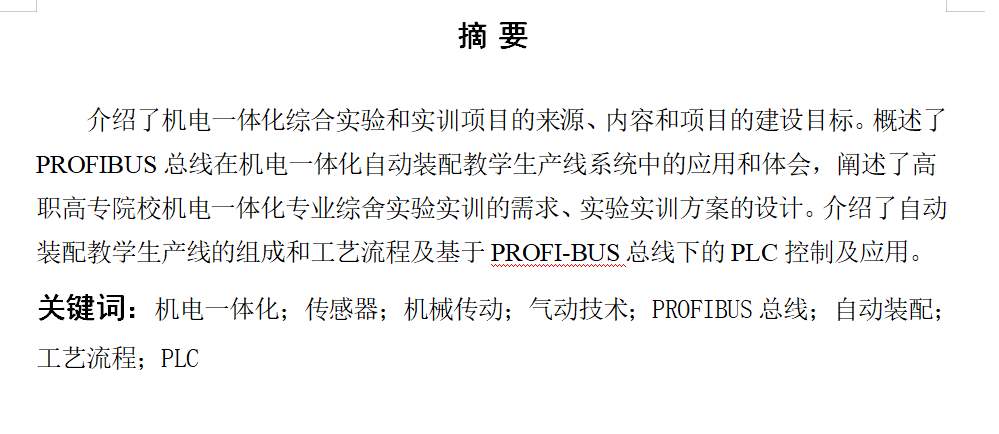 摘 要
介绍了机电一体化综合实验和实训项目的来源、内容和项目的建设目标。概述了
PROFIBUS 总线在机电一体化自动装配教学生产线系统中的应用和体会，阐述了高
职高专院校机电一体化专业综舍实验实训的需求、实验实训方案的设计。介绍了自动
装配教学生产线的组成和工艺流程及基于 PROFI-BUS 总线下的 PLC 控制及应用。
关键词：机电一体化；传感器；机械传动；气动技术；PROFIBUS 总线；自动装配；
工艺流程；PLC